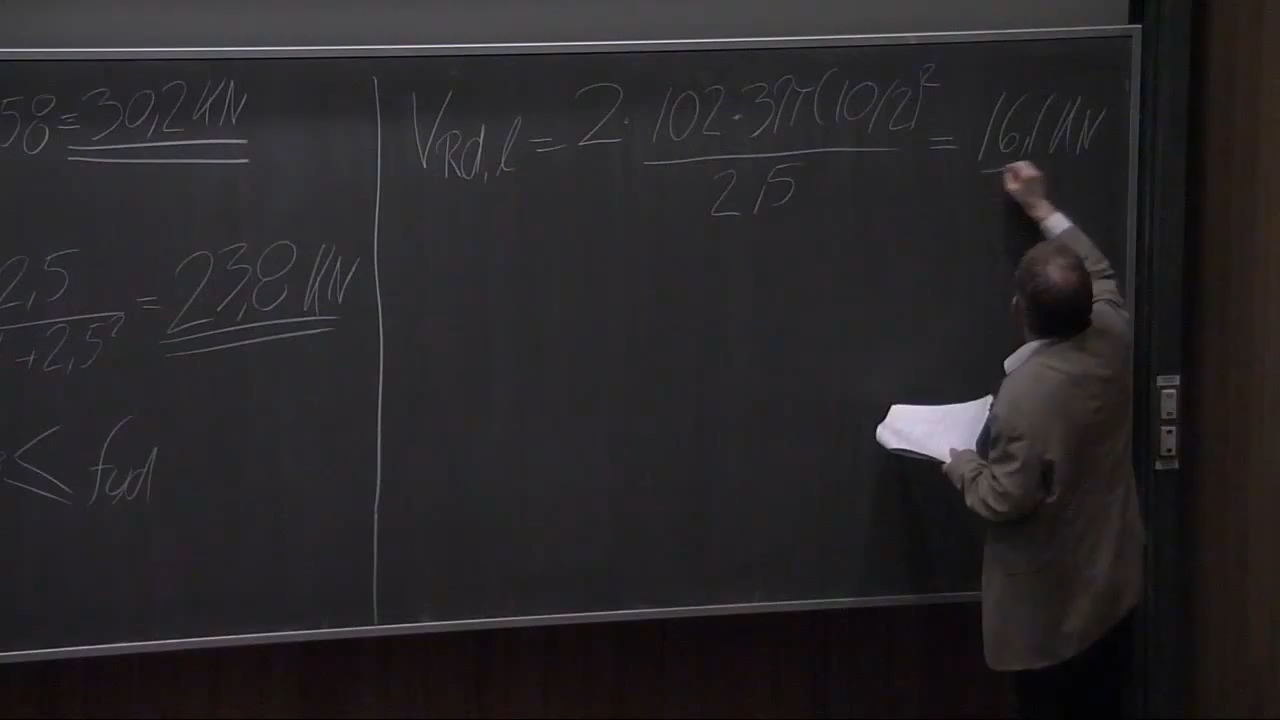 58 = 30,2 KN
2,5
+2,5² = 23,8 KN
< fyd
V_Rd,l = 2 · 102 · 3π(10/2)² = 16,1 KN
2,5